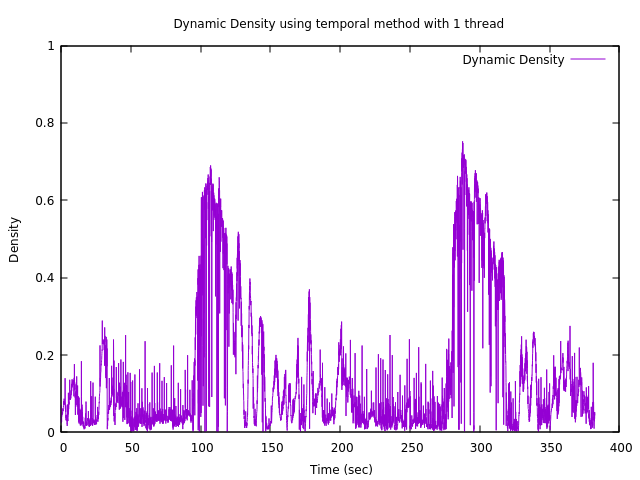 Dynamic Density using temporal method with 1 thread
Dynamic Density
1
0.8
0.6
0.4
0.2
0
Density
0 50 100 150 200 250 300 350 400
Time (sec)